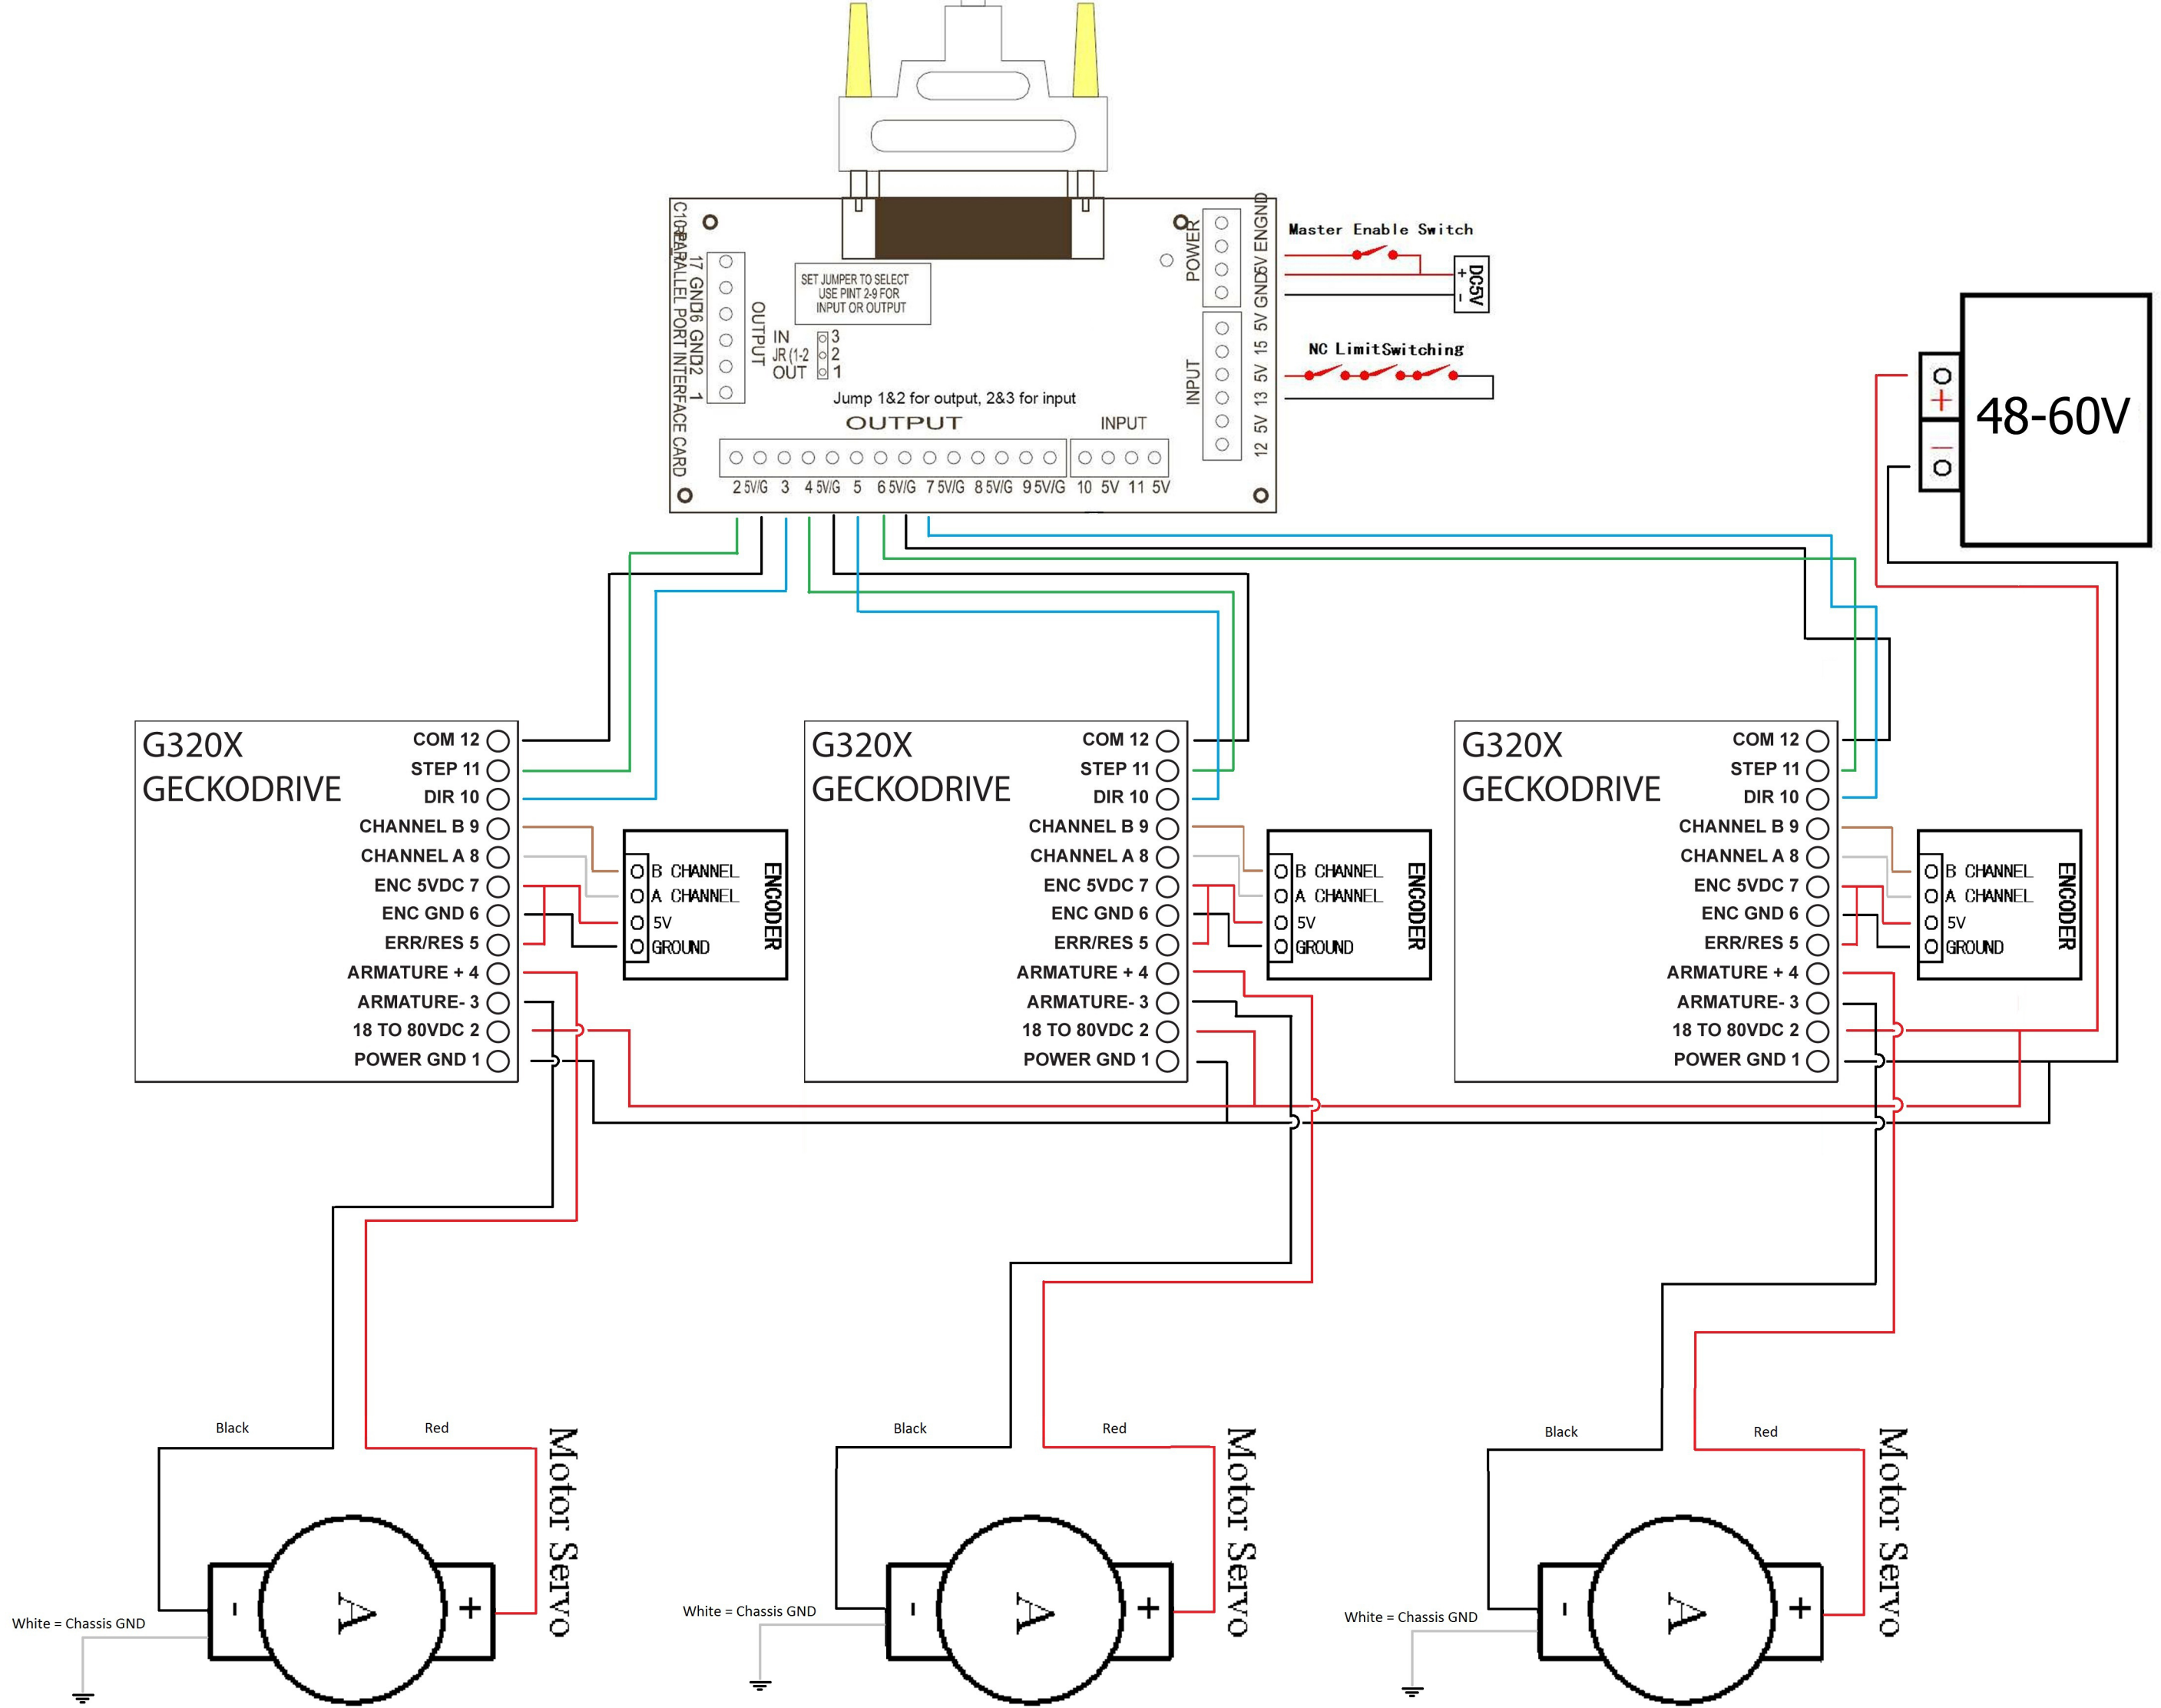 C10 PARALLEL PORT INTERFACE CARD
17 GND 16 GND 2 1
OUTPUT
SET JUMPER TO SELECT
USE PINT 2-9 FOR
INPUT OR OUTPUT
IN 3
JR (1-2 2
OUT 1
Jump 1&2 for output, 2&3 for input
OUTPUT
INPUT
2 5V/G 3 4 5V/G 5 6 5V/G 7 5V/G 8 5V/G 9 5V/G 10 5V 11 5V
POWER
GND 5V EN GND
INPUT
12 5V 13 5V 15 5V
Master Enable Switch
+ DC5V -
NC LimitSwitching
+
−
48-60V
G320X
GECKODRIVE
COM 12
STEP 11
DIR 10
CHANNEL B 9
CHANNEL A 8
ENC 5VDC 7
ENC GND 6
ERR/RES 5
ARMATURE + 4
ARMATURE- 3
18 TO 80VDC 2
POWER GND 1
B CHANNEL
A CHANNEL
5V
GROUND
ENCODER
G320X
GECKODRIVE
COM 12
STEP 11
DIR 10
CHANNEL B 9
CHANNEL A 8
ENC 5VDC 7
ENC GND 6
ERR/RES 5
ARMATURE + 4
ARMATURE- 3
18 TO 80VDC 2
POWER GND 1
B CHANNEL
A CHANNEL
5V
GROUND
ENCODER
G320X
GECKODRIVE
COM 12
STEP 11
DIR 10
CHANNEL B 9
CHANNEL A 8
ENC 5VDC 7
ENC GND 6
ERR/RES 5
ARMATURE + 4
ARMATURE- 3
18 TO 80VDC 2
POWER GND 1
B CHANNEL
A CHANNEL
5V
GROUND
ENCODER
Black
Red
Motor Servo
- A +
White = Chassis GND
Black
Red
Motor Servo
- A +
White = Chassis GND
Black
Red
Motor Servo
- A +
White = Chassis GND